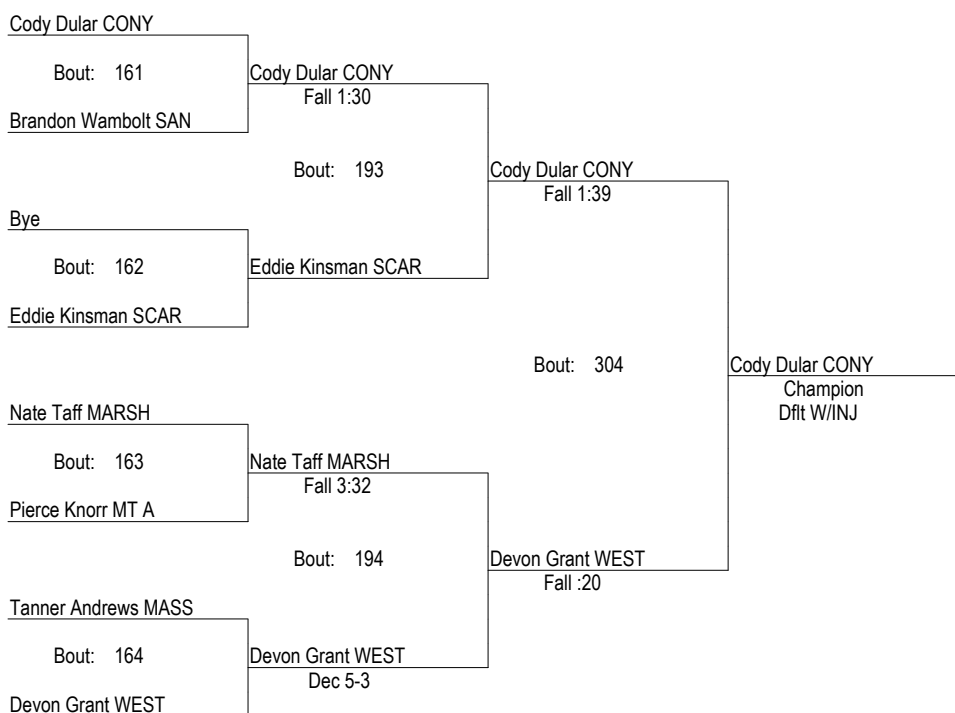 Cody Dular CONY
Bout: 161
Cody Dular CONY
Fall 1:30
Brandon Wambolt SAN
Bout: 193
Cody Dular CONY
Fall 1:39
Bye
Bout: 162
Eddie Kinsman SCAR
Eddie Kinsman SCAR
Bout: 304
Cody Dular CONY
Champion
Dflt W/INJ
Nate Taff MARSH
Bout: 163
Nate Taff MARSH
Fall 3:32
Pierce Knorr MT A
Bout: 194
Devon Grant WEST
Fall :20
Tanner Andrews MASS
Bout: 164
Devon Grant WEST
Dec 5-3
Devon Grant WEST